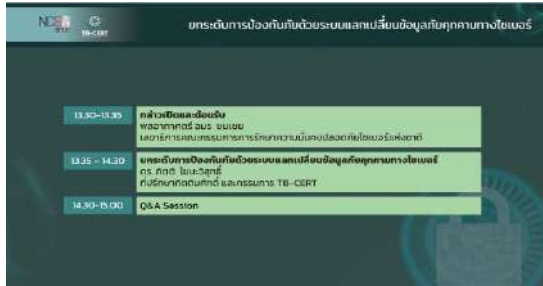 NCSA
TB-CERT
ยกระดับการป้องกันภัยด้วยระบบแลกเปลี่ยนข้อมูลภัยคุกคามทางไซเบอร์
13.30-13.35
กล่าวเปิดและต้อนรับ
พลอากาศตรี อมร ชมเชย
เลขาธิการคณะกรรมการการรักษาความมั่นคงปลอดภัยไซเบอร์แห่งชาติ
13.35 - 14.30
ยกระดับการป้องกันภัยด้วยระบบแลกเปลี่ยนข้อมูลภัยคุกคามทางไซเบอร์
ดร. กิตติ โฆษะวิสุทธิ์
ที่ปรึกษากิตติมศักดิ์ และกรรมการ TB-CERT
14.30-15.00
Q&A Session